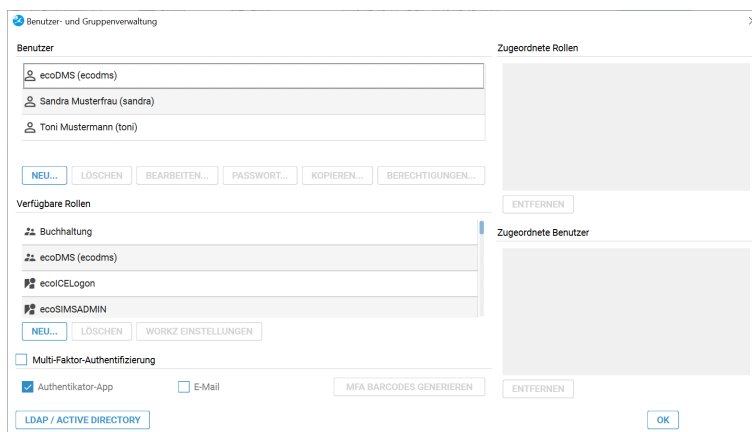 Benutzer- und Gruppenverwaltung
Benutzer
ecoDMS (ecodms)
Sandra Musterfrau (sandra)
Toni Mustermann (toni)
NEU... LÖSCHEN BEARBEITEN... PASSWORT... KOPIEREN... BERECHTIGUNGEN...
Verfügbare Rollen
Buchhaltung
ecoDMS (ecodms)
ecoICELogon
ecoSIMSADMIN
NEU... LÖSCHEN WORKZ EINSTELLUNGEN
Multi-Faktor-Authentifizierung
Authentikator-App E-Mail MFA BARCODES GENERIEREN
LDAP / ACTIVE DIRECTORY
Zugeordnete Rollen
ENTFERNEN
Zugeordnete Benutzer
ENTFERNEN
OK